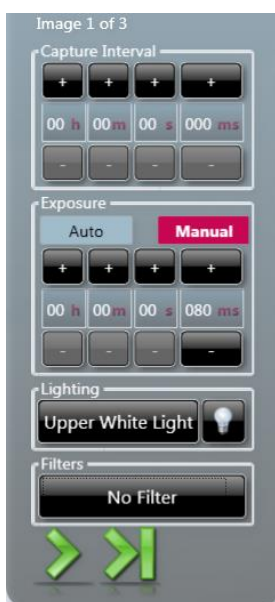 Image 1 of 3
Capture Interval
+ + + +
00 h 00 m 00 s 000 ms
- - - -
Exposure
Auto Manual
+ + + +
00 h 00 m 00 s 080 ms
- - - -
Lighting
Upper White Light
Filters
No Filter